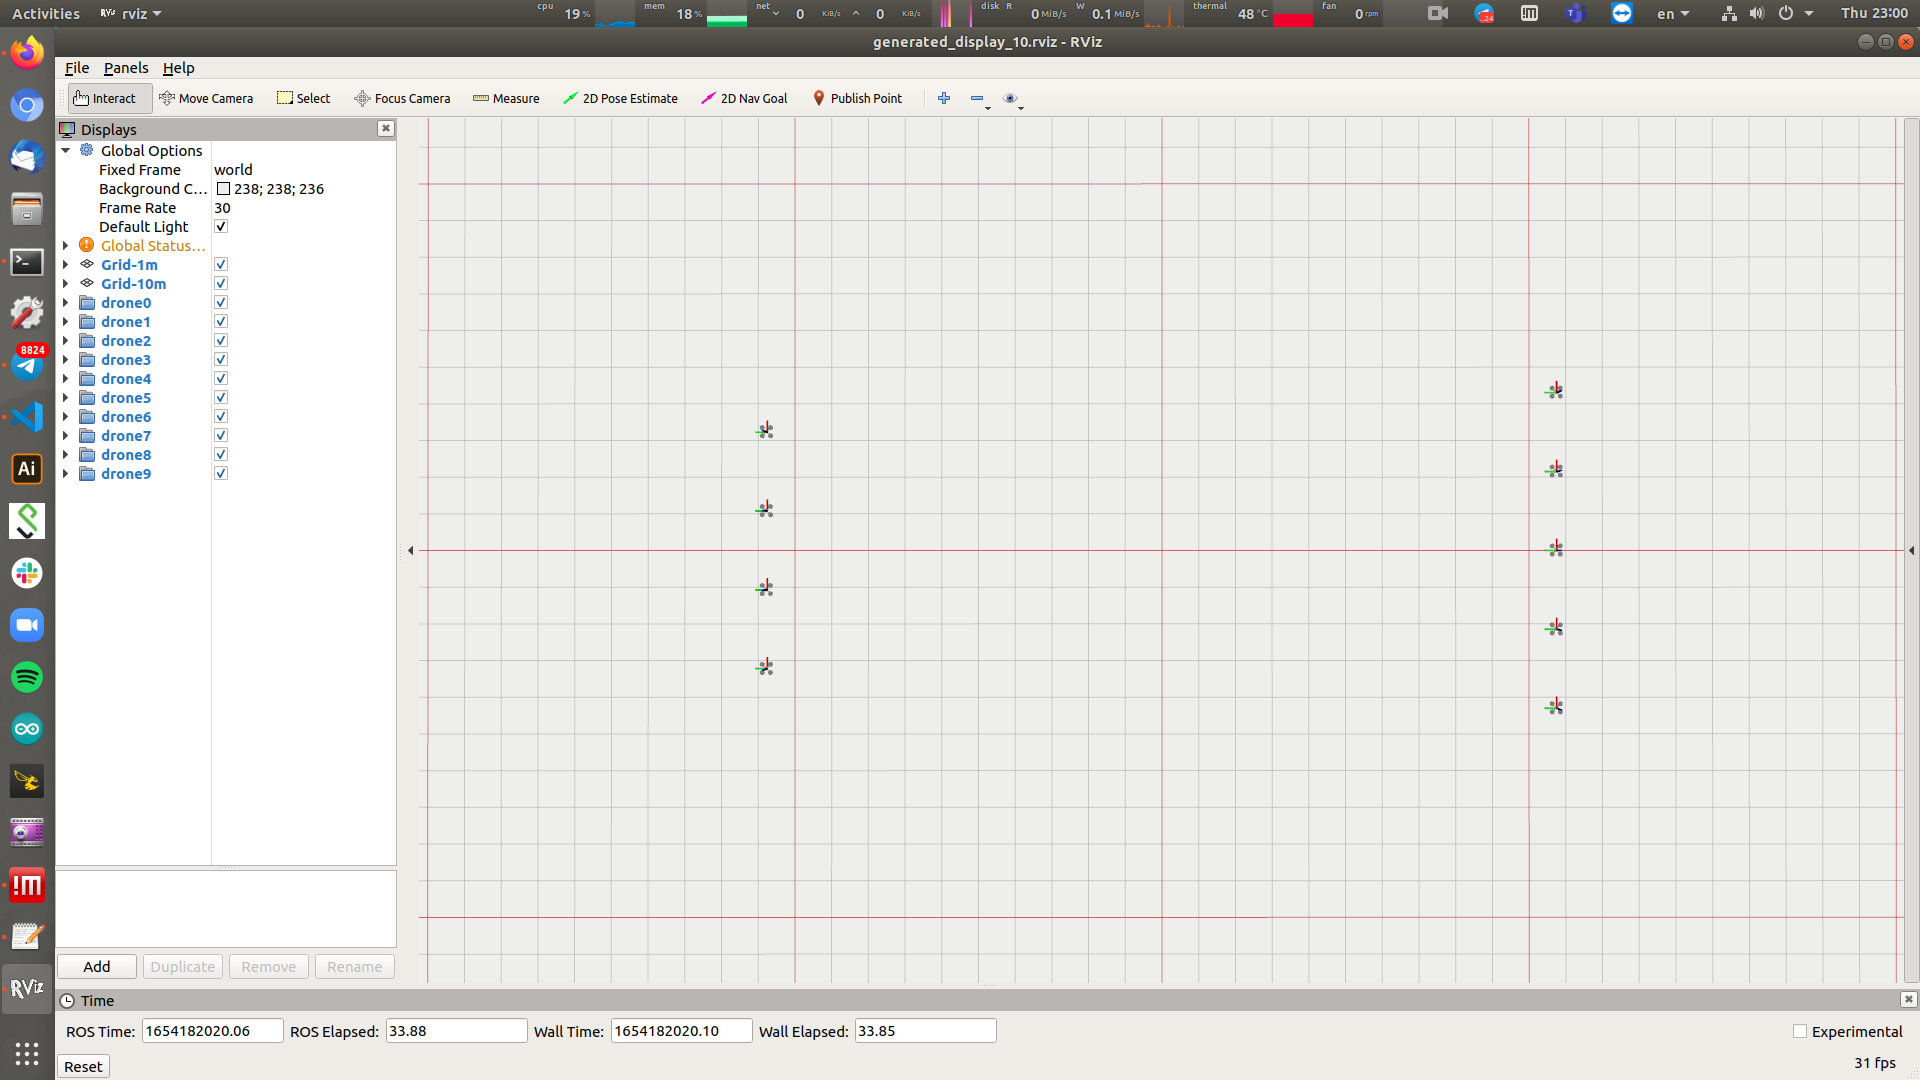 Activities rviz cpu 19 % mem 18 % net 0 KiB/s 0 KiB/s disk R 0 MiB/s W 0.1 MiB/s thermal 48 °C fan 0 rpm 24 en Thu 23:00
generated_display_10.rviz - RViz
File Panels Help
Interact Move Camera Select Focus Camera Measure 2D Pose Estimate 2D Nav Goal Publish Point
Displays
Global Options
Fixed Frame world
Background C... 238; 238; 236
Frame Rate 30
Default Light
Global Status...
Grid-1m
Grid-10m
drone0
drone1
drone2
drone3
drone4
drone5
drone6
drone7
drone8
drone9
8824
Ai
!m
RViz
Add Duplicate Remove Rename
Time
ROS Time: 1654182020.06 ROS Elapsed: 33.88 Wall Time: 1654182020.10 Wall Elapsed: 33.85 Experimental
Reset 31 fps